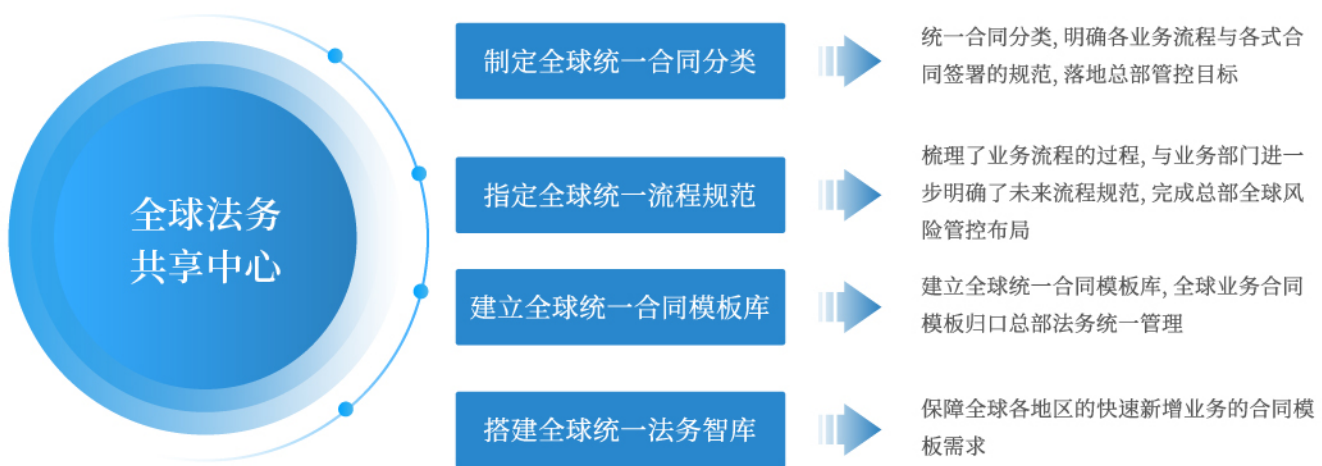 全球法务
共享中心
制定全球统一合同分类
统一合同分类, 明确各业务流程与各式合
同签署的规范, 落地总部管控目标
指定全球统一流程规范
梳理了业务流程的过程, 与业务部门进一
步明确了未来流程规范, 完成总部全球风
险管控布局
建立全球统一合同模板库
建立全球统一合同模板库, 全球业务合同
模板归口总部法务统一管理
搭建全球统一法务智库
保障全球各地区的快速新增业务的合同模
板需求